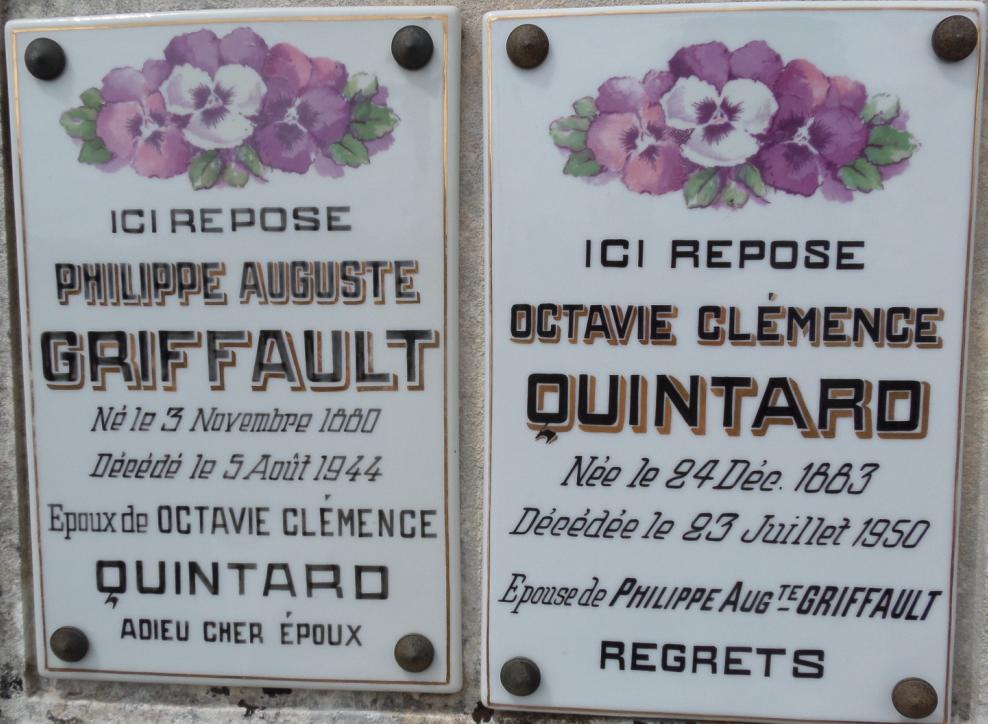 ICI REPOSE
PHILIPPE AUGUSTE
GRIFFAULT
Né le 3 Novembre 1880
Décédé le 5 Août 1944
Epoux de OCTAVIE CLÉMENCE
QUINTARD
ADIEU CHER ÉPOUX
ICI REPOSE
OCTAVIE CLÉMENCE
QUINTARD
Née le 24 Déc. 1883
Décédée le 23 Juillet 1950
Epouse de PHILIPPE AUGTE GRIFFAULT
REGRETS